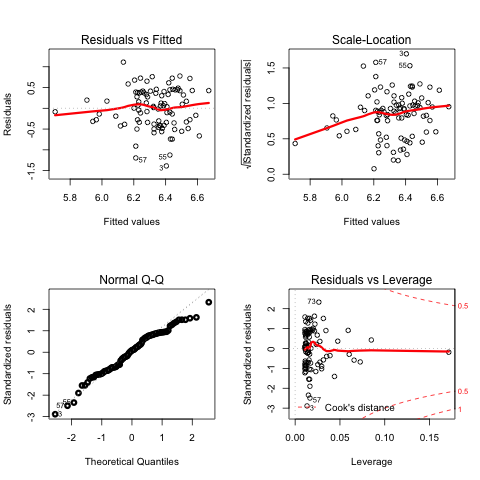 Residuals vs Fitted
Residuals
0.5
-0.5
-1.5
57
55
3
5.8 6.0 6.2 6.4 6.6
Fitted values
Scale-Location
√|Standardized residuals|
1.5
1.0
0.5
0.0
3
57
55
5.8 6.0 6.2 6.4 6.6
Fitted values
Normal Q-Q
Standardized residuals
2
1
0
-1
-2
-3
55
57
3
-2 -1 0 1 2
Theoretical Quantiles
Residuals vs Leverage
Standardized residuals
2
1
0
-1
-2
-3
73
57
3
Cook's distance
0.5
0.5
1
0.00 0.05 0.10 0.15
Leverage